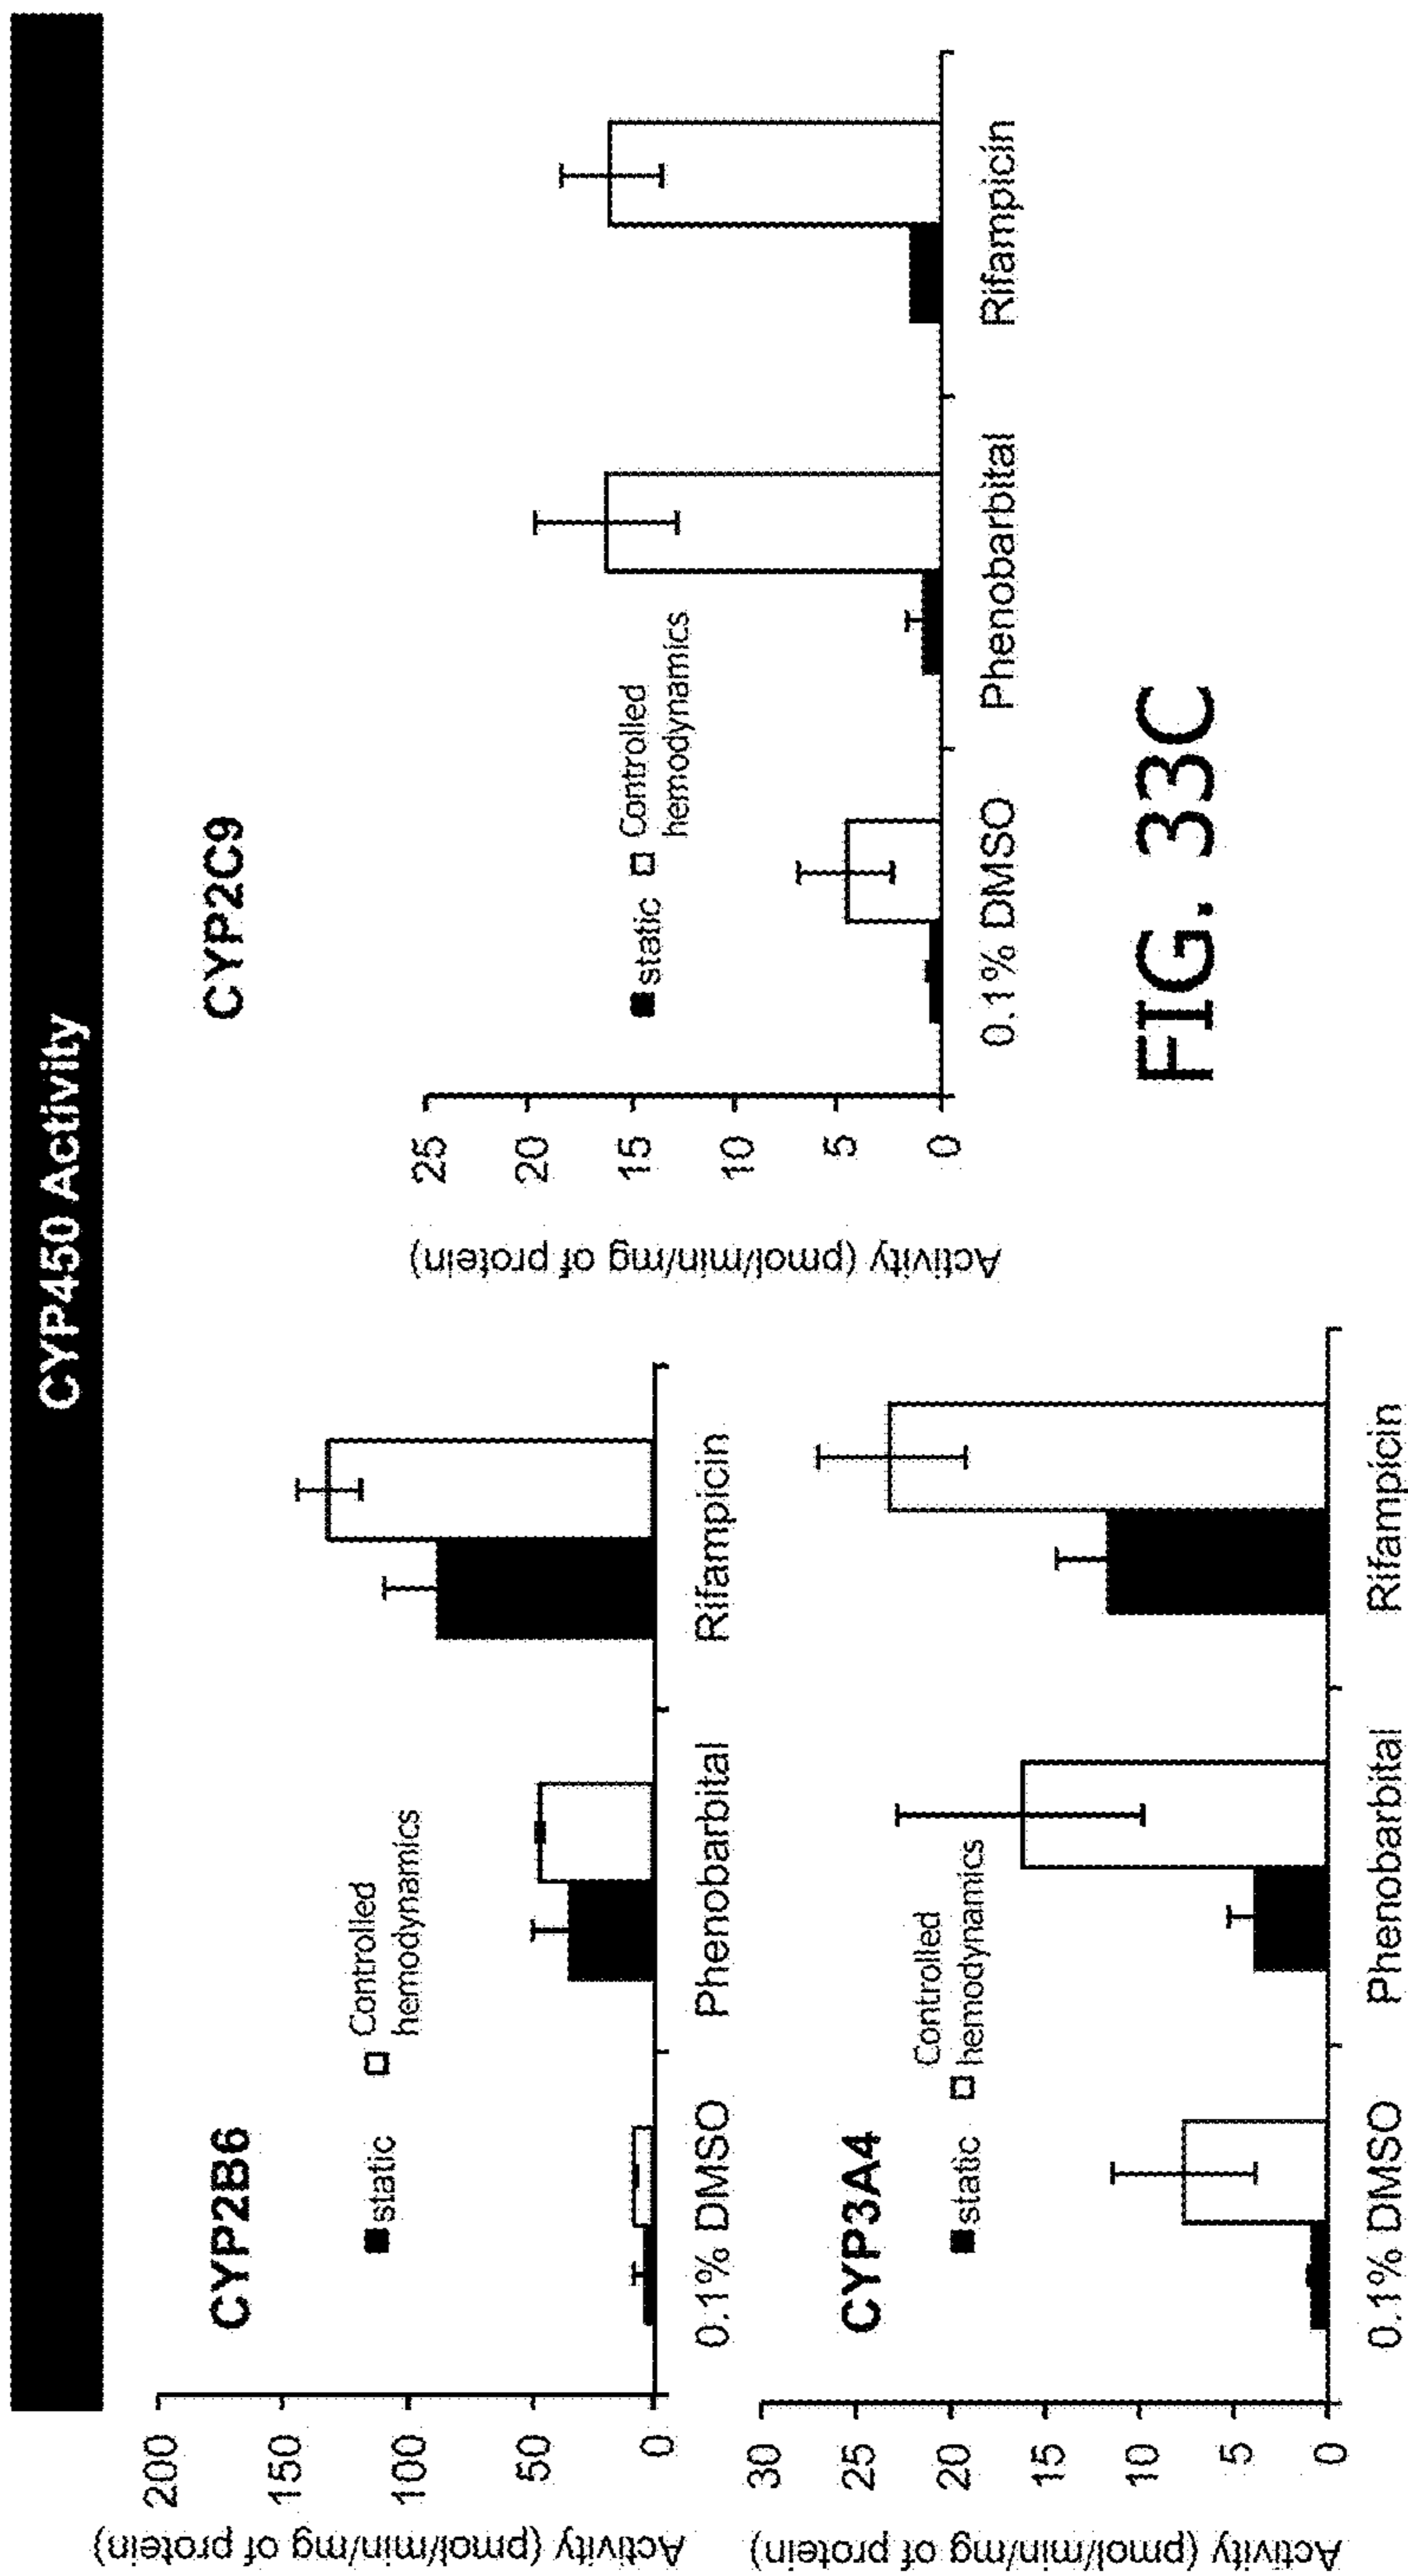 CYP450 Activity
CYP2B6
Activity (pmol/min/mg of protein)
200
150
100
50
0
static
Controlled
hemodynamics
0.1% DMSO
Phenobarbital
Rifampicin
CYP3A4
Activity (pmol/min/mg of protein)
30
25
20
15
10
5
0
static
Controlled
hemodynamics
0.1% DMSO
Phenobarbital
Rifampicin
CYP2C9
Activity (pmol/min/mg of protein)
25
20
15
10
5
0
static
Controlled
hemodynamics
0.1% DMSO
Phenobarbital
Rifampicin
FIG. 33C